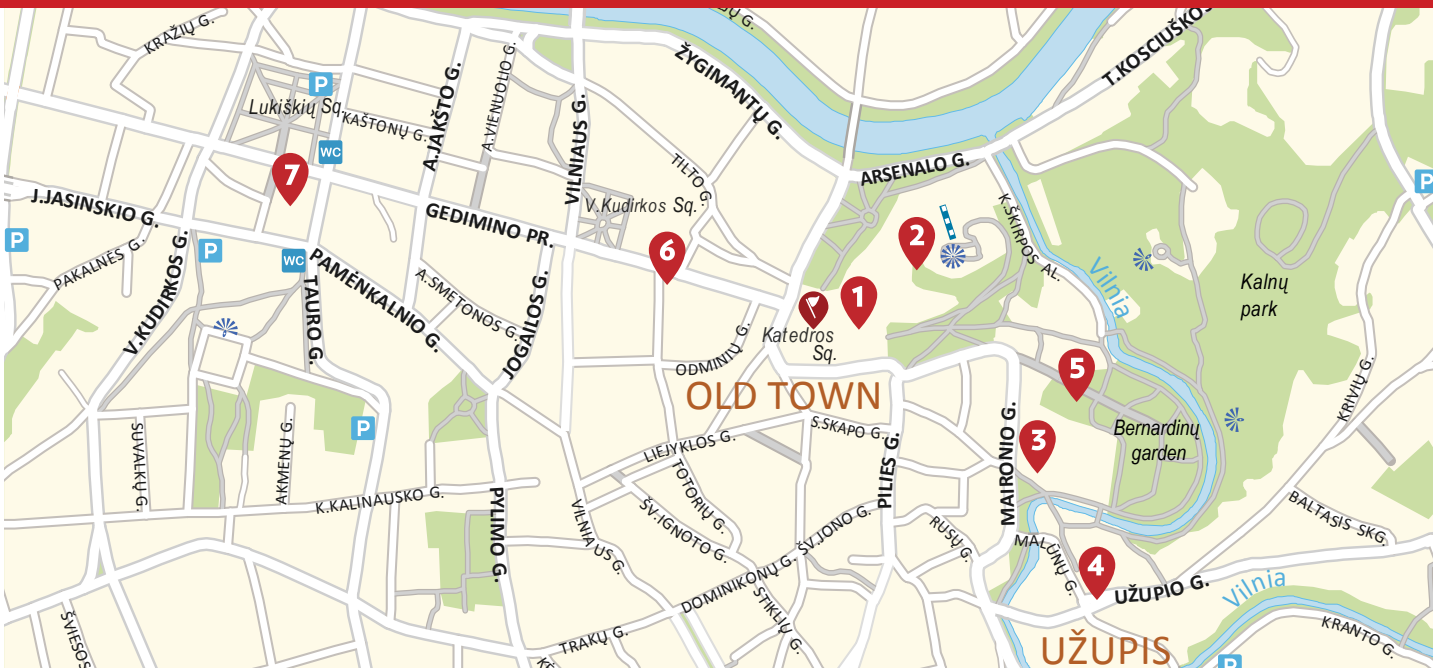 KRAŽIŲ G.
P
Lukiškių Sq.
KAŠTONŲ G.
WC
7
A.JAKŠTO G.
A.VIENUOLIO G.
VILNIAUS G.
ŽYGIMANTŲ G.
T.KOSCIUŠKOS
ARSENALO G.
TILTO G.
V.Kudirkos Sq.
GEDIMINO PR.
6
2
K.ŠKIRPOS AL.
Vilnia
Kalnų
park
P
J.JASINSKIO G.
P
PAKALNĖS G.
V.KUDIRKOS G.
P
WC
TAURO G.
PAMĖNKALNIO G.
A.SMETONOS G.
JOGAILOS G.
ODMINIŲ G.
1
Katedros
Sq.
OLD TOWN
5
Bernardinų
garden
3
MAIRONIO G.
KRIVIŲ G.
P
SUVALKŲ G.
AKMENŲ G.
K.KALINAUSKO G.
PYLIMO G.
LIEJYKLOS G.
S.SKAPO G.
PILIES G.
TOTORIŲ G.
ŠV.IGNOTO G.
VILNIAUS G.
DOMINIKONŲ G.
ŠV.JONO G.
RUSŲ G.
MALŪNŲ G.
4
UŽUPIO G.
Vilnia
BALTASIS SKG.
KRANTO G.
UŽUPIS
P
STIKLIŲ G.
TRAKŲ G.
ŠVIESOS